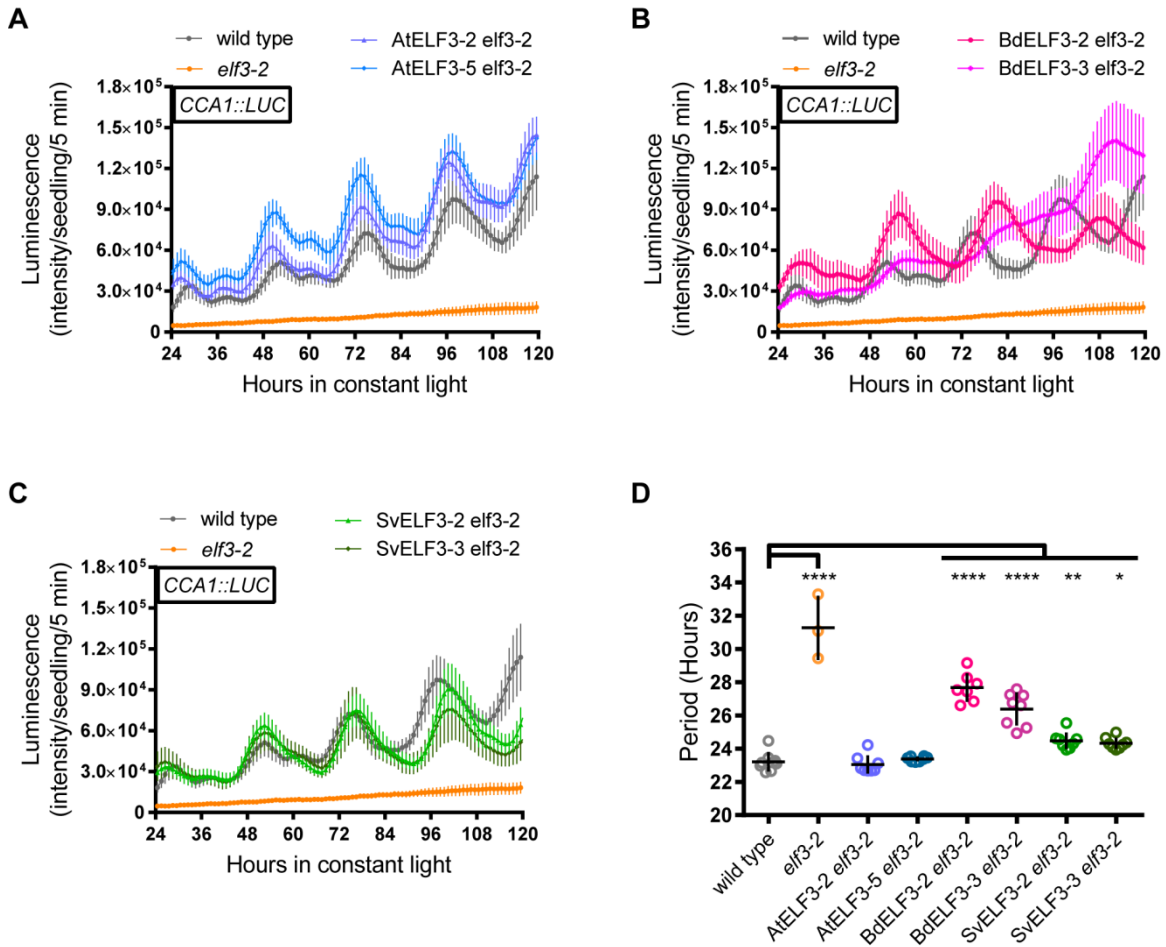 A
wild type
AtELF3-2 elf3-2
elf3-2
AtELF3-5 elf3-2
1.8× 10⁵
1.5× 10⁵
1.2× 10⁵
9.0× 10⁴
6.0× 10⁴
3.0× 10⁴
0
CCA1::LUC
Luminescence
(intensity/seedling/5 min)
24 36 48 60 72 84 96 108 120
Hours in constant light
B
wild type
BdELF3-2 elf3-2
elf3-2
BdELF3-3 elf3-2
1.8× 10⁵
1.5× 10⁵
1.2× 10⁵
9.0× 10⁴
6.0× 10⁴
3.0× 10⁴
0
CCA1::LUC
Luminescence
(intensity/seedling/5 min)
24 36 48 60 72 84 96 108 120
Hours in constant light
C
wild type
SvELF3-2 elf3-2
elf3-2
SvELF3-3 elf3-2
1.8× 10⁵
1.5× 10⁵
1.2× 10⁵
9.0× 10⁴
6.0× 10⁴
3.0× 10⁴
0
CCA1::LUC
Luminescence
(intensity/seedling/5 min)
24 36 48 60 72 84 96 108 120
Hours in constant light
D
36
34
32
30
28
26
24
22
20
Period (Hours)
**** **** **** ** *
wild type
elf3-2
AtELF3-2 elf3-2
AtELF3-5 elf3-2
BdELF3-2 elf3-2
BdELF3-3 elf3-2
SvELF3-2 elf3-2
SvELF3-3 elf3-2